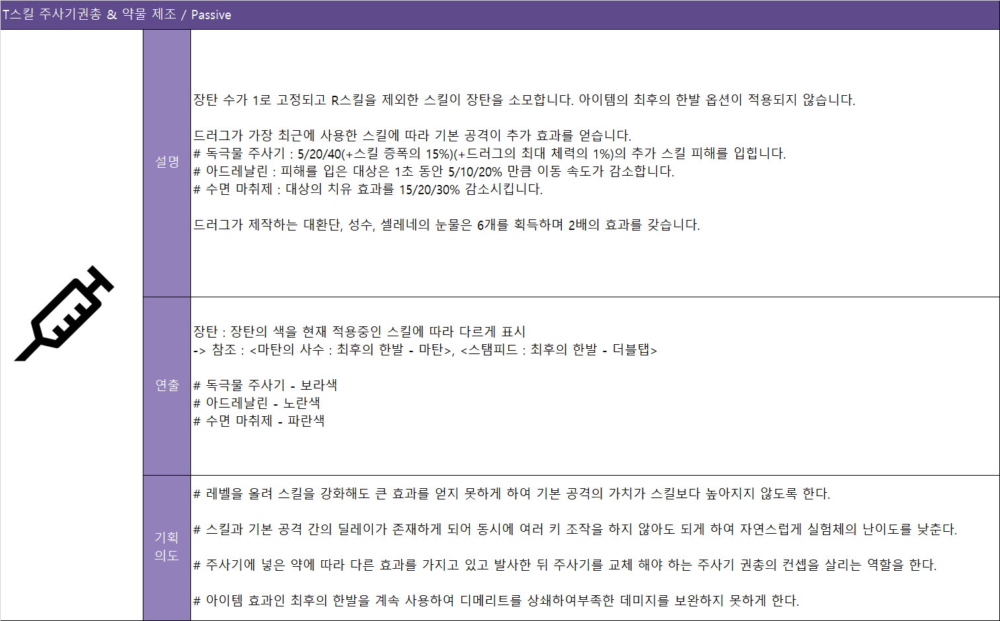 T스킬 주사기권총 & 약물 제조 / Passive
설명
장탄 수가 1로 고정되고 R스킬을 제외한 스킬이 장탄을 소모합니다. 아이템의 최후의 한발 옵션이 적용되지 않습니다.
드러그가 가장 최근에 사용한 스킬에 따라 기본 공격이 추가 효과를 얻습니다.
# 독극물 주사기 : 5/20/40(+스킬 증폭의 15%)(+드러그의 최대 체력의 1%)의 추가 스킬 피해를 입힙니다.
# 아드레날린 : 피해를 입은 대상은 1초 동안 5/10/20% 만큼 이동 속도가 감소합니다.
# 수면 마취제 : 대상의 치유 효과를 15/20/30% 감소시킵니다.
드러그가 제작하는 대환단, 성수, 셀레네의 눈물은 6개를 획득하며 2배의 효과를 갖습니다.
연출
장탄 : 장탄의 색을 현재 적용중인 스킬에 따라 다르게 표시
-> 참조 : <마탄의 사수 : 최후의 한발 - 마탄>, <스탬피드 : 최후의 한발 - 더블탭>
# 독극물 주사기 - 보라색
# 아드레날린 - 노란색
# 수면 마취제 - 파란색
기획
의도
# 레벨을 올려 스킬을 강화해도 큰 효과를 얻지 못하게 하여 기본 공격의 가치가 스킬보다 높아지지 않도록 한다.
# 스킬과 기본 공격 간의 딜레이가 존재하게 되어 동시에 여러 키 조작을 하지 않아도 되게 하여 자연스럽게 실험체의 난이도를 낮춘다.
# 주사기에 넣은 약에 따라 다른 효과를 가지고 있고 발사한 뒤 주사기를 교체 해야 하는 주사기 권총의 컨셉을 살리는 역할을 한다.
# 아이템 효과인 최후의 한발을 계속 사용하여 디메리트를 상쇄하여부족한 데미지를 보완하지 못하게 한다.